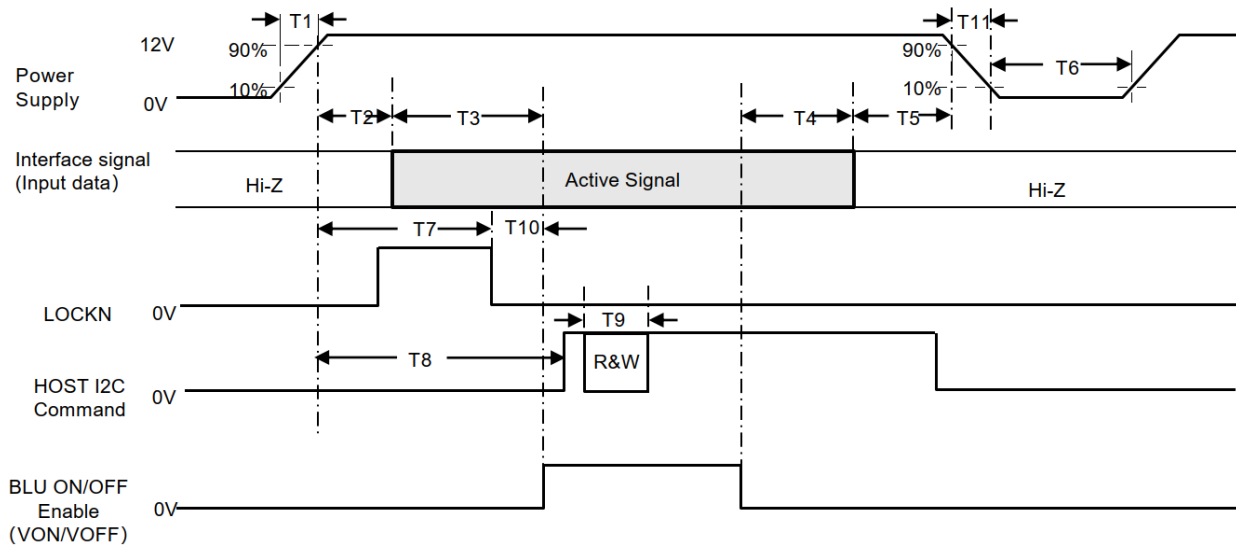 T1
T11
12V
90%
90%
T6
Power
Supply
10%
10%
0V
T2
T3
T4
T5
Interface signal
(Input data)
Hi-Z
Active Signal
Hi-Z
T7
T10
LOCKN
0V
T9
T8
R&W
HOST I2C
Command
0V
BLU ON/OFF
Enable
(VON/VOFF)
0V